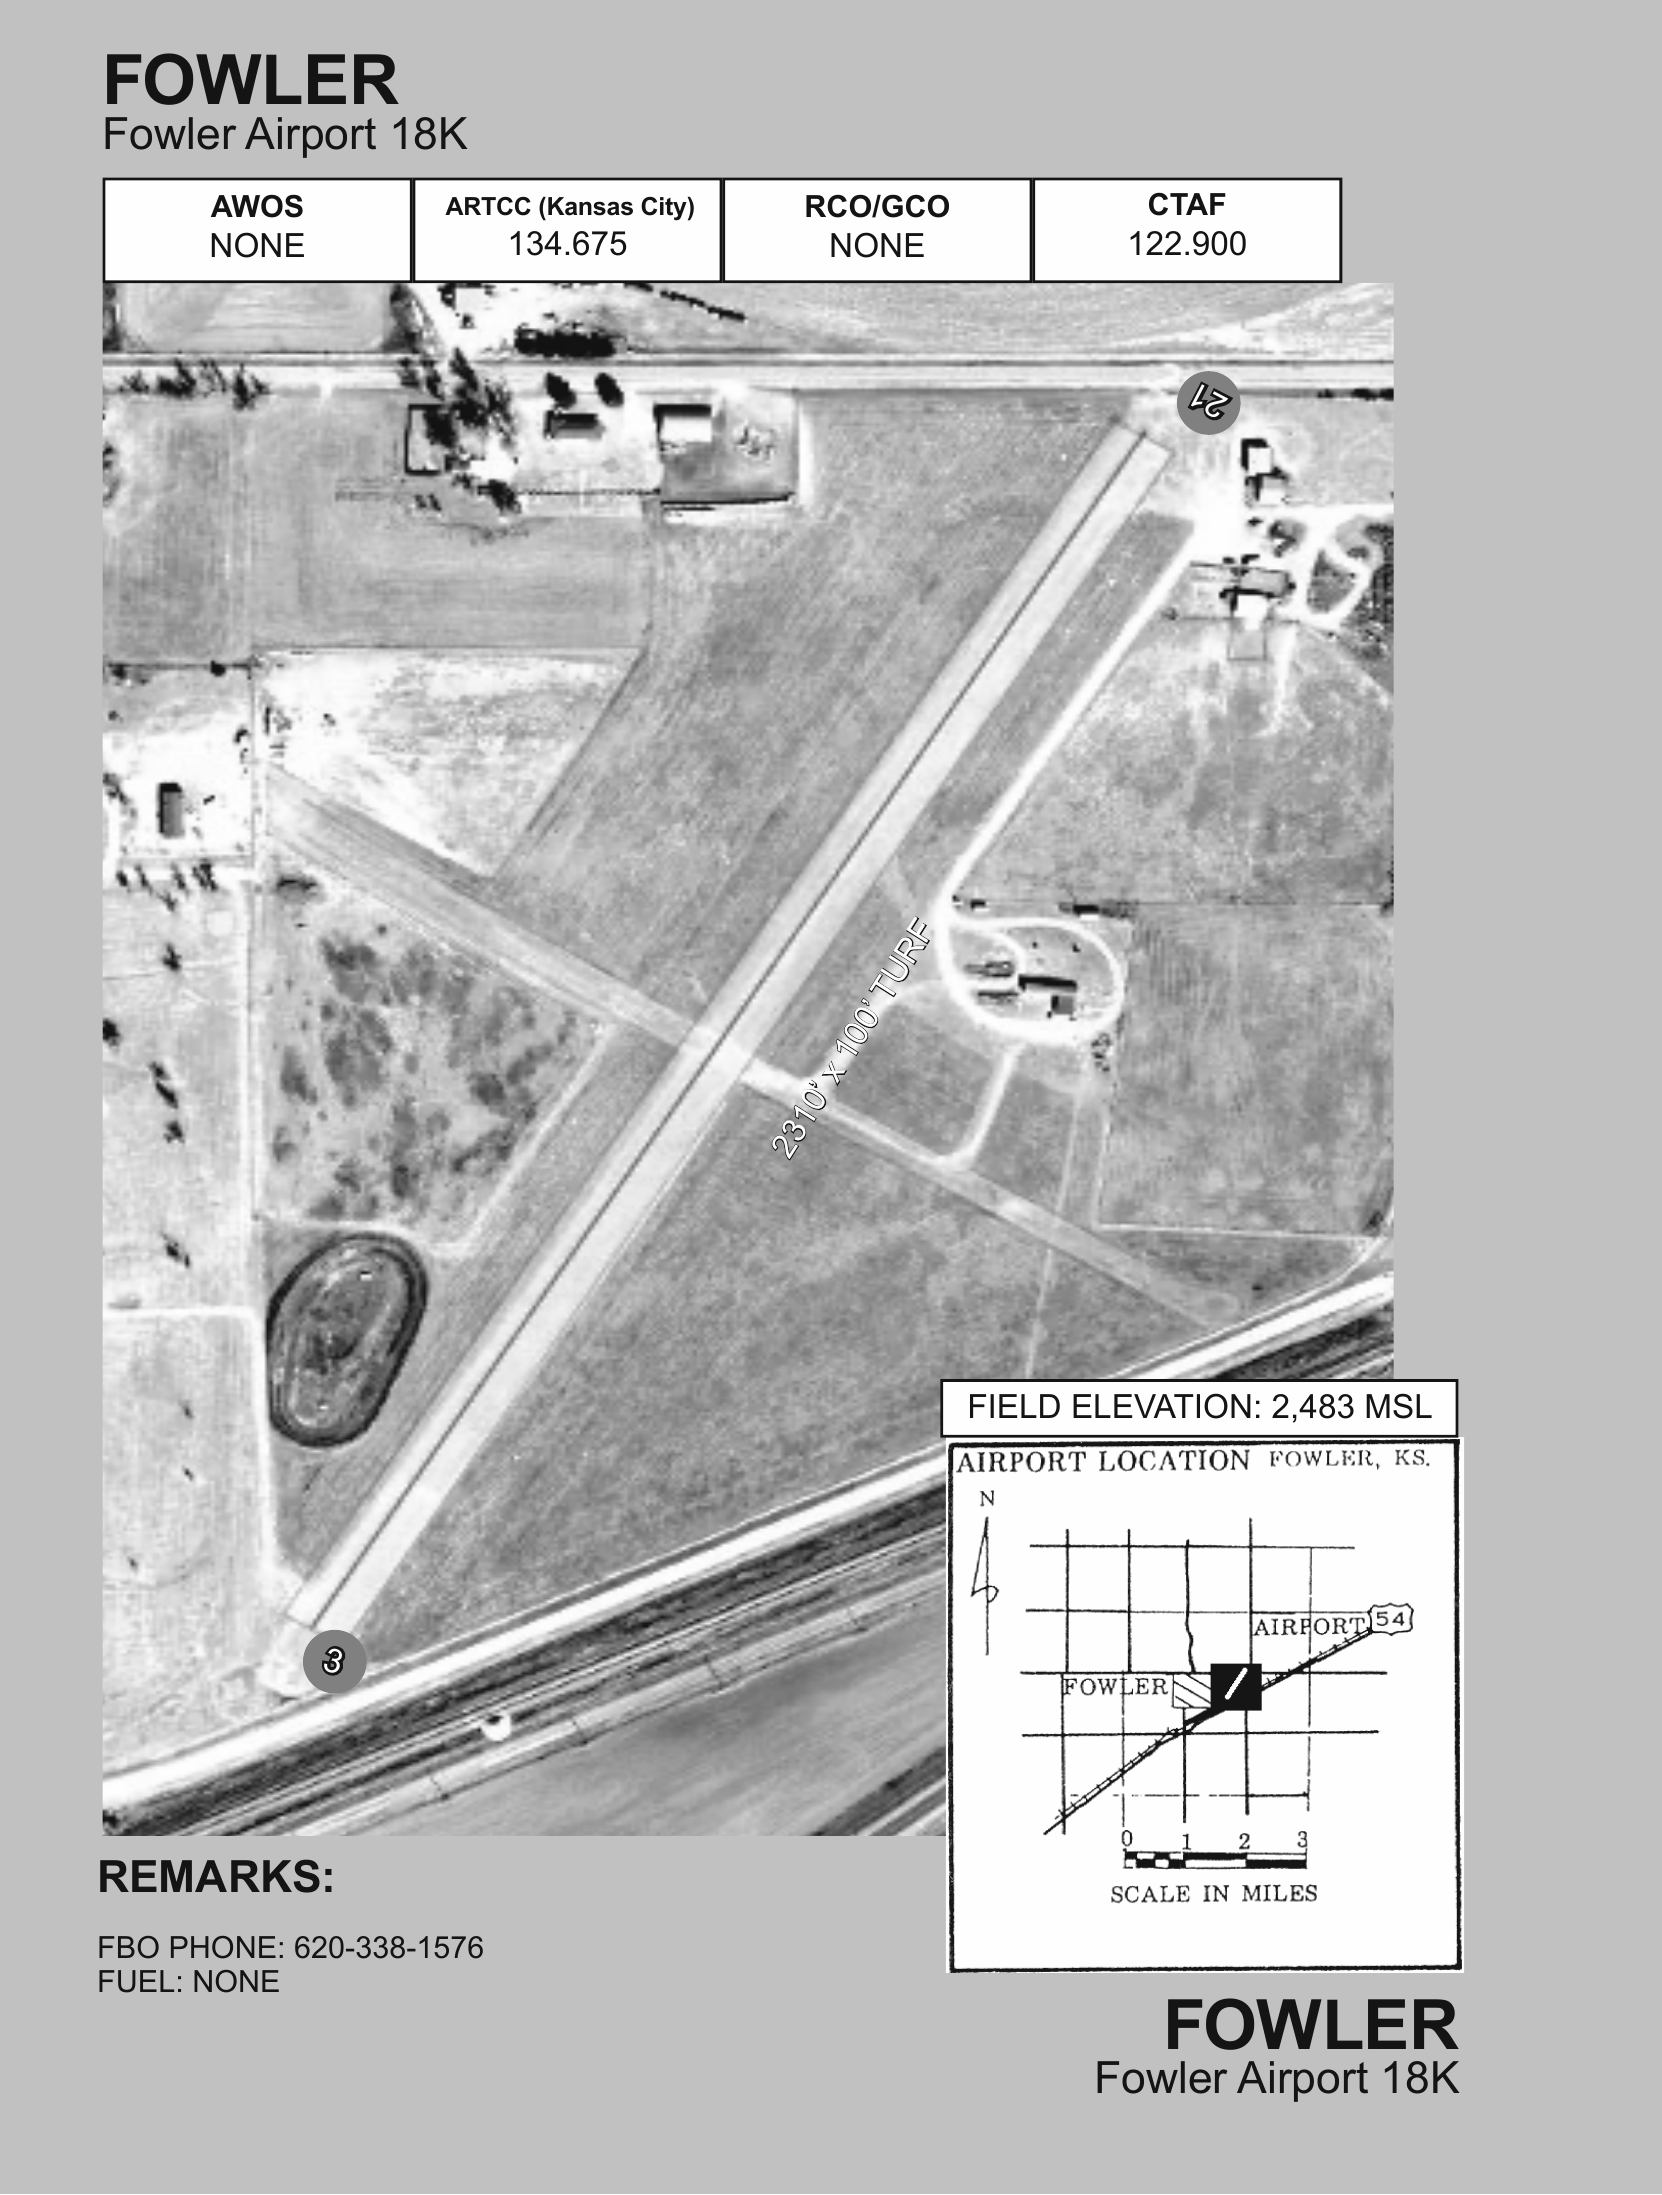 FOWLER
Fowler Airport 18K
AWOS
NONE
ARTCC (Kansas City)
134.675
RCO/GCO
NONE
CTAF
122.900
21
2310' x 100' TURF
3
FIELD ELEVATION: 2,483 MSL
AIRPORT LOCATION FOWLER, KS.
N
AIRPORT 54
FOWLER
0 1 2 3
SCALE IN MILES
REMARKS:
FBO PHONE: 620-338-1576
FUEL: NONE
FOWLER
Fowler Airport 18K